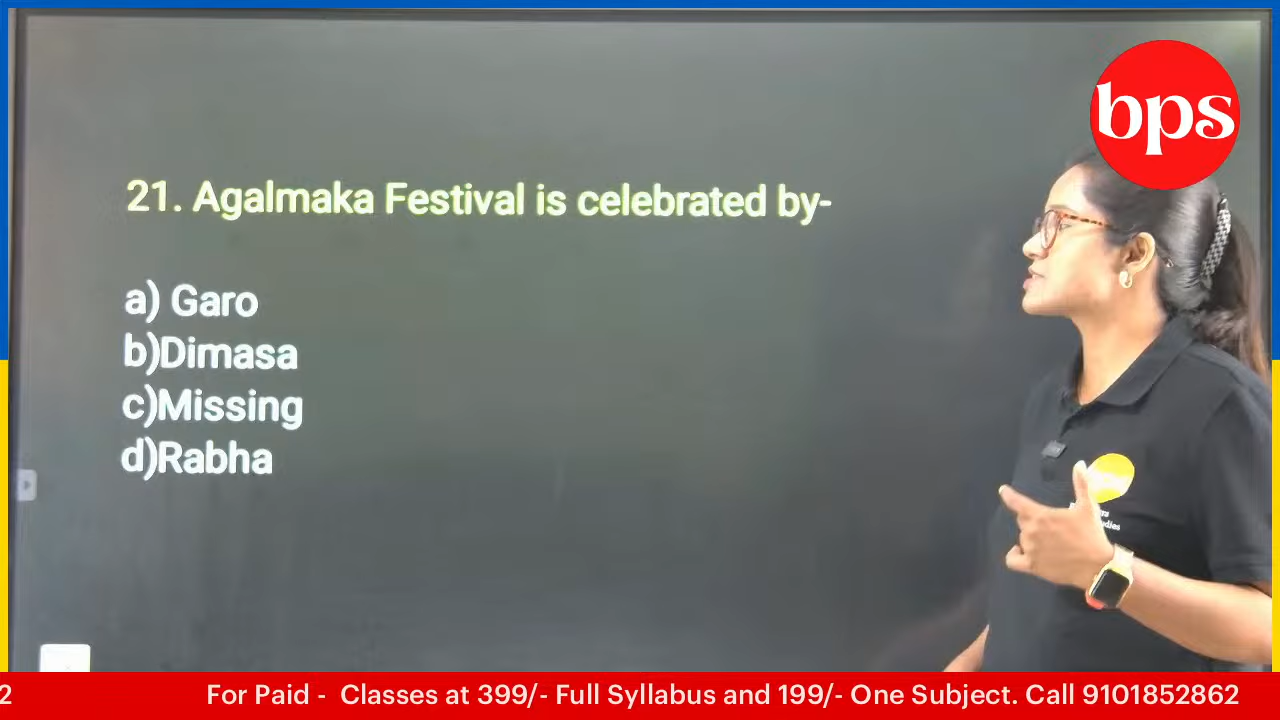 bps
21. Agalmaka Festival is celebrated by-
a) Garo
b)Dimasa
c)Missing
d)Rabha
2 For Paid - Classes at 399/- Full Syllabus and 199/- One Subject. Call 9101852862